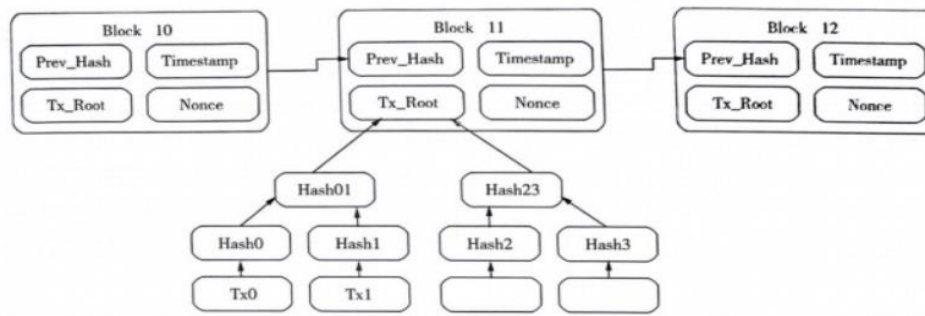 Block 10
Prev_Hash Timestamp
Tx_Root Nonce
Block 11
Prev_Hash Timestamp
Tx_Root Nonce
Block 12
Prev_Hash Timestamp
Tx_Root Nonce
Hash01 Hash23
Hash0 Hash1 Hash2 Hash3
Tx0 Tx1